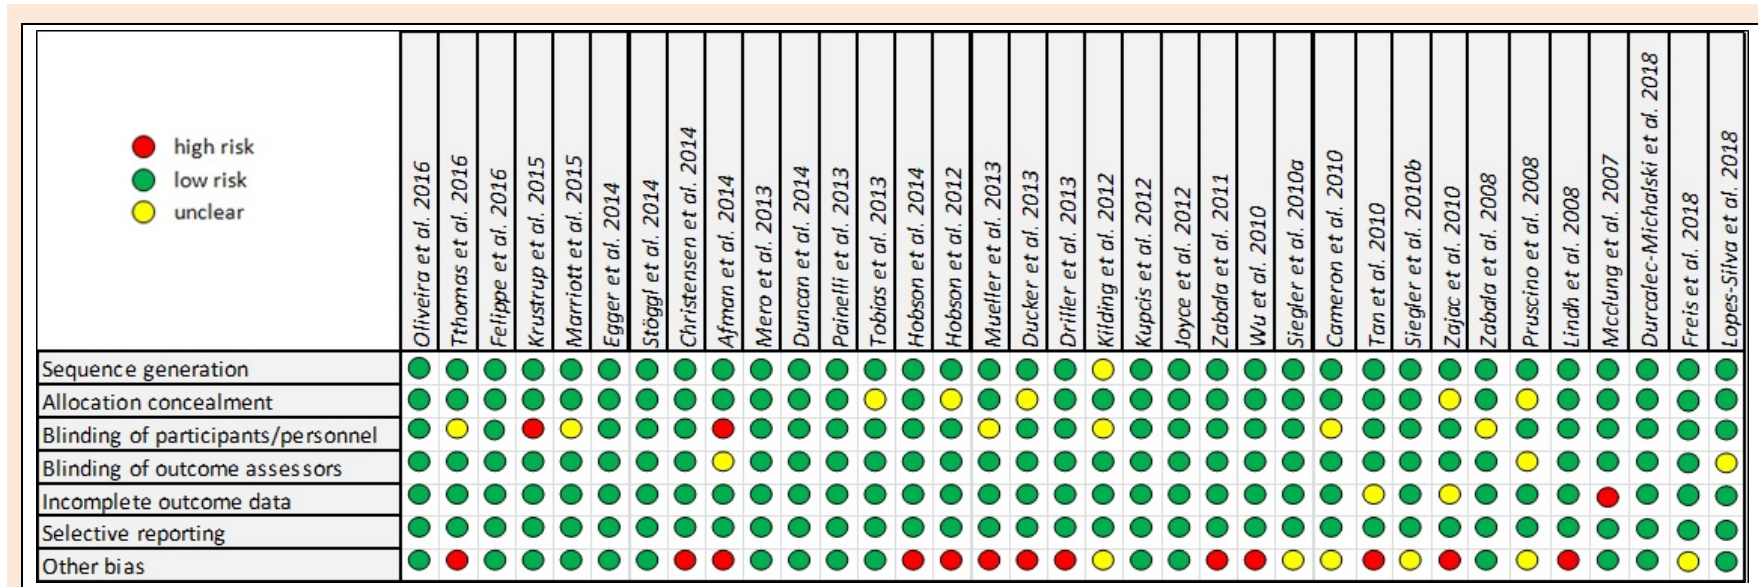 high risk
low risk
unclear
Oliveira et al. 2016
Tthomas et al. 2016
Felippe et al. 2016
Krustrup et al. 2015
Marriott et al. 2015
Egger et al. 2014
Stöggl et al. 2014
Christensen et al. 2014
Afman et al. 2014
Mero et al. 2013
Duncan et al. 2014
Painelli et al. 2013
Tobias et al. 2013
Hobson et al. 2014
Hobson et al. 2012
Mueller et al. 2013
Ducker et al. 2013
Driller et al. 2013
Kilding et al. 2012
Kupcis et al. 2012
Joyce et al. 2012
Zabala et al. 2011
Wu et al. 2010
Siegler et al. 2010a
Cameron et al. 2010
Tan et al. 2010
Siegler et al. 2010b
Zajac et al. 2010
Zabala et al. 2008
Pruscino et al. 2008
Lindh et al. 2008
Mcclung et al. 2007
Durcalec-Michalski et al. 2018
Freis et al. 2018
Lopes-Silva et al. 2018
Sequence generation
Allocation concealment
Blinding of participants/personnel
Blinding of outcome assessors
Incomplete outcome data
Selective reporting
Other bias